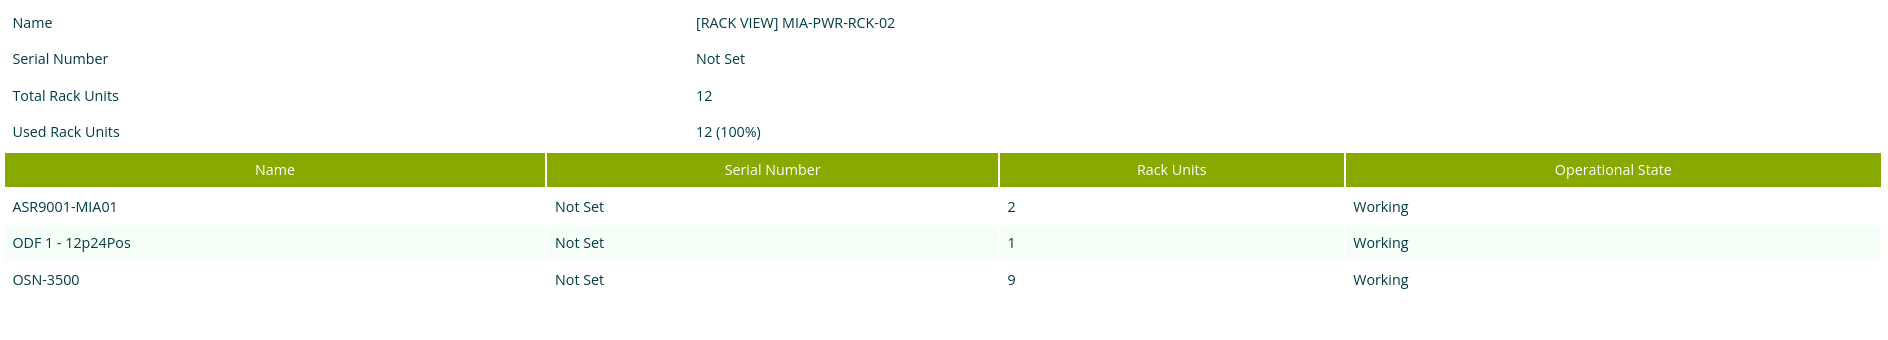 Name [RACK VIEW] MIA-PWR-RCK-02
Serial Number Not Set
Total Rack Units 12
Used Rack Units 12 (100%)
Name Serial Number Rack Units Operational State
ASR9001-MIA01 Not Set 2 Working
ODF 1 - 12p24Pos Not Set 1 Working
OSN-3500 Not Set 9 Working